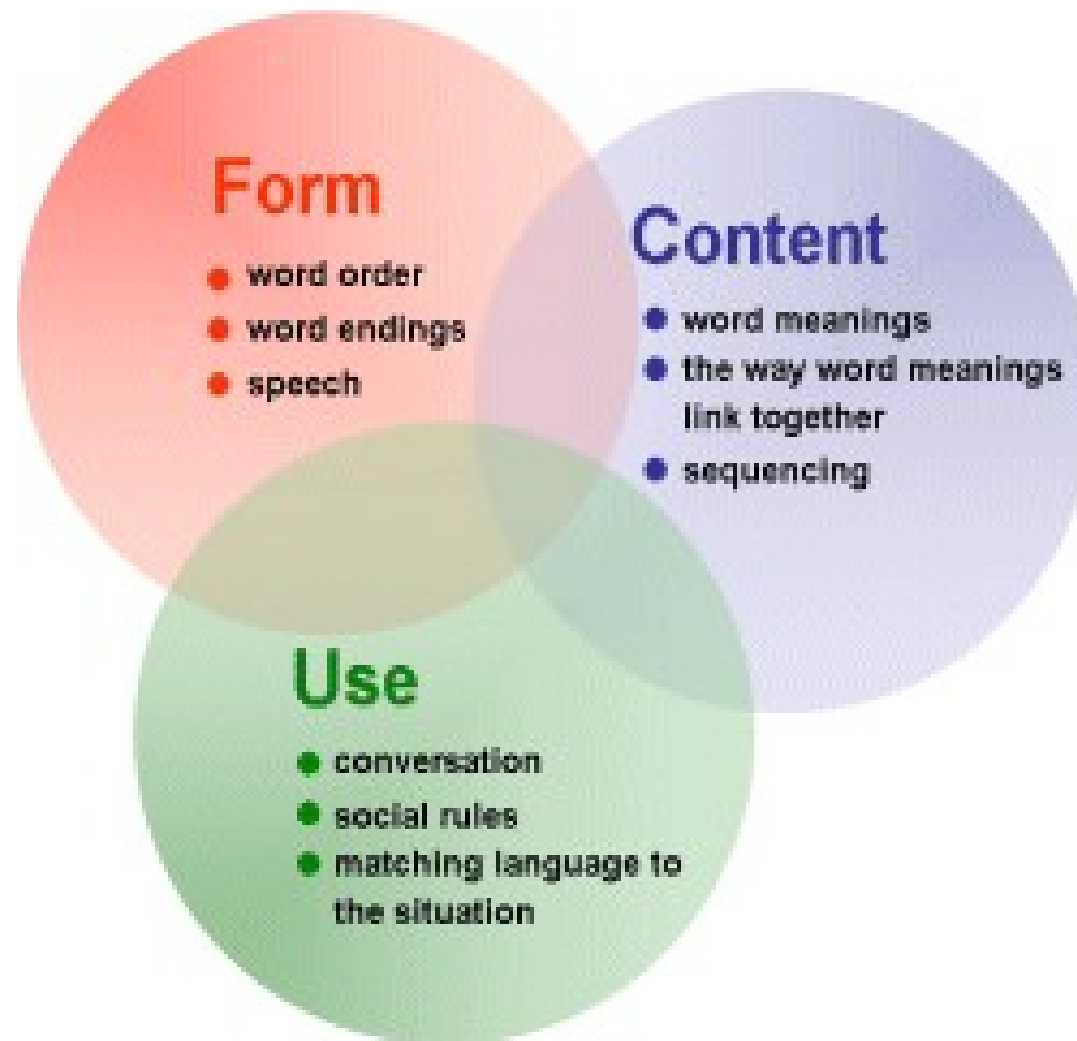 Form
word order
word endings
speech
Content
word meanings
the way word meanings
link together
sequencing
Use
conversation
social rules
matching language to
the situation